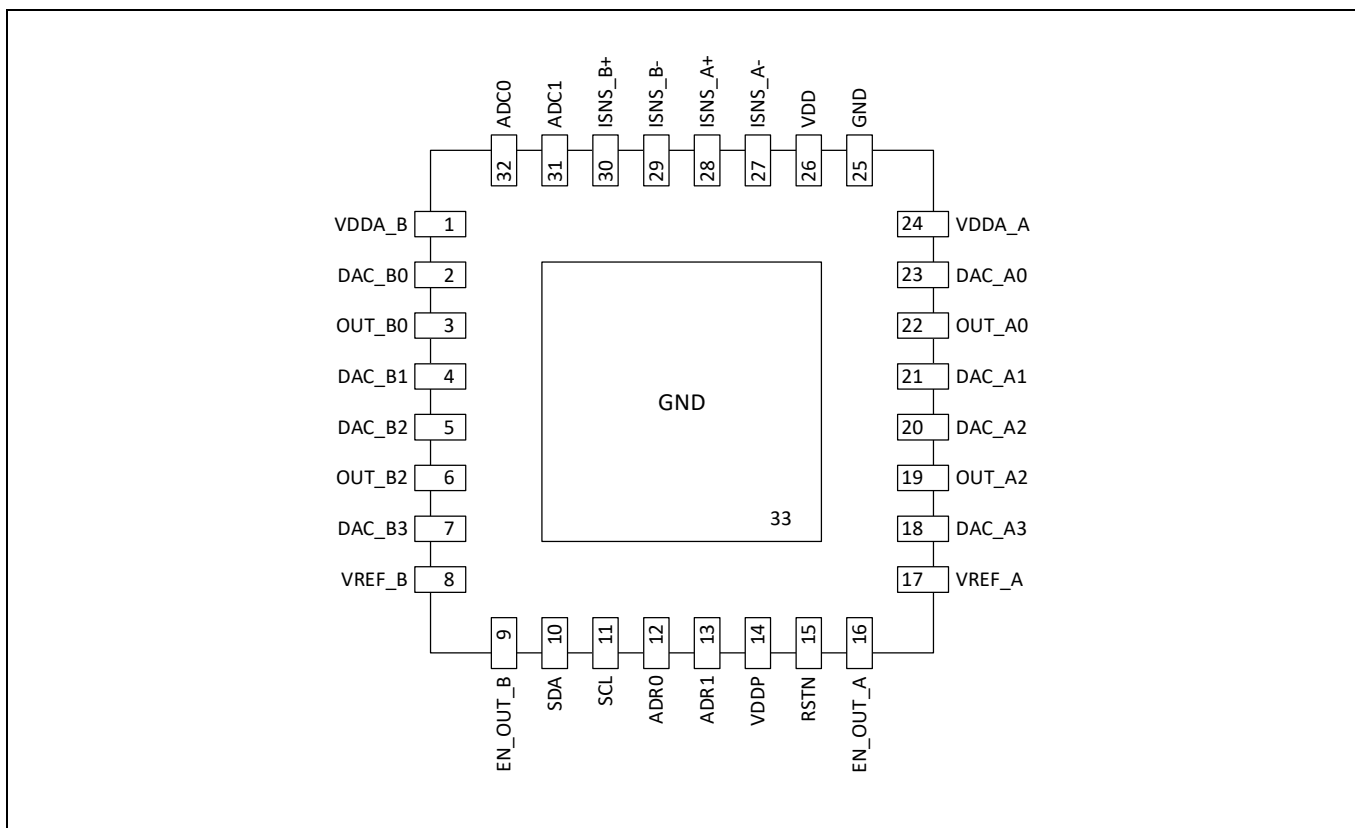 ADC0
ADC1
ISNS_B+
ISNS_B-
ISNS_A+
ISNS_A-
VDD
GND
32
31
30
29
28
27
26
25
VDDA_B 1
DAC_B0 2
OUT_B0 3
DAC_B1 4
DAC_B2 5
OUT_B2 6
DAC_B3 7
VREF_B 8
24 VDDA_A
23 DAC_A0
22 OUT_A0
21 DAC_A1
20 DAC_A2
19 OUT_A2
18 DAC_A3
17 VREF_A
GND
33
9
10
11
12
13
14
15
16
EN_OUT_B
SDA
SCL
ADR0
ADR1
VDDP
RSTN
EN_OUT_A